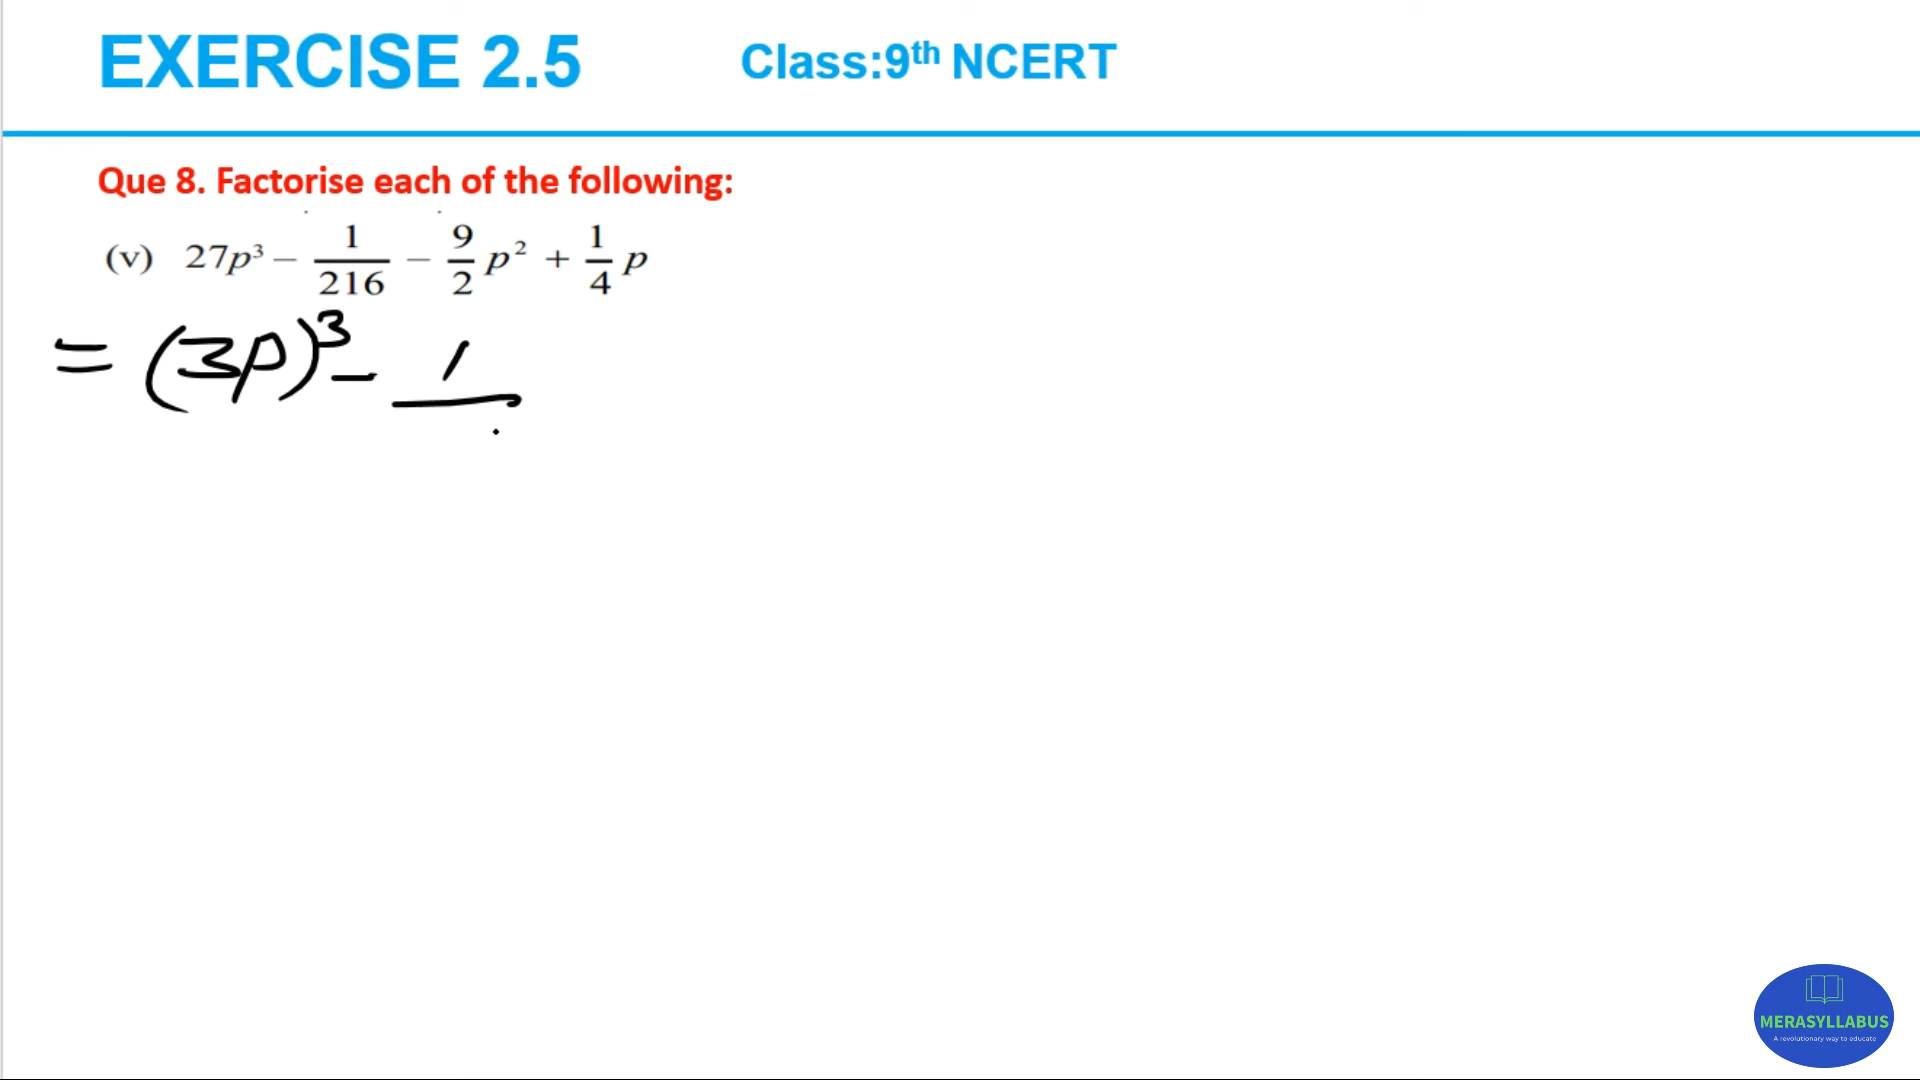 EXERCISE 2.5 Class:9th NCERT
Que 8. Factorise each of the following:
(v) 27p³ – 1/216 – 9/2 p² + 1/4 p
= (3p)³ – 1/
MERASYLLABUS
A revolutionary way to educate